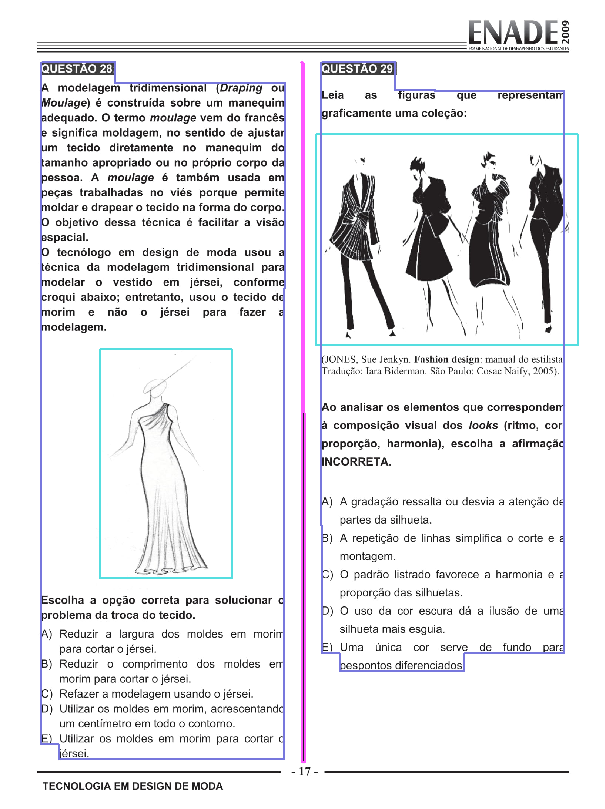 ENADE 2009
EXAME NACIONAL DE DESEMPENHO DOS ESTUDANTES
QUESTÃO 28
A modelagem tridimensional (Draping ou
Moulage) é construída sobre um manequim
adequado. O termo moulage vem do francês
e significa moldagem, no sentido de ajustar
um tecido diretamente no manequim do
tamanho apropriado ou no próprio corpo da
pessoa. A moulage é também usada em
peças trabalhadas no viés porque permite
moldar e drapear o tecido na forma do corpo.
O objetivo dessa técnica é facilitar a visão
espacial.
O tecnólogo em design de moda usou a
técnica da modelagem tridimensional para
modelar o vestido em jérsei, conforme
croqui abaixo; entretanto, usou o tecido de
morim e não o jérsei para fazer a
modelagem.
Escolha a opção correta para solucionar o
problema da troca do tecido.
A) Reduzir a largura dos moldes em morim
para cortar o jérsei.
B) Reduzir o comprimento dos moldes em
morim para cortar o jérsei.
C) Refazer a modelagem usando o jérsei.
D) Utilizar os moldes em morim, acrescentando
um centímetro em todo o contorno.
E) Utilizar os moldes em morim para cortar o
jérsei.
QUESTÃO 29
Leia as figuras que representam
graficamente uma coleção:
(JONES, Sue Jenkyn. Fashion design: manual do estilista.
Tradução: Iara Biderman. São Paulo: Cosac Naify, 2005).
Ao analisar os elementos que correspondem
à composição visual dos looks (ritmo, cor,
proporção, harmonia), escolha a afirmação
INCORRETA.
A) A gradação ressalta ou desvia a atenção de
partes da silhueta.
B) A repetição de linhas simplifica o corte e a
montagem.
C) O padrão listrado favorece a harmonia e a
proporção das silhuetas.
D) O uso da cor escura dá a ilusão de uma
silhueta mais esguia.
E) Uma única cor serve de fundo para
pespontos diferenciados.
- 17 -
TECNOLOGIA EM DESIGN DE MODA